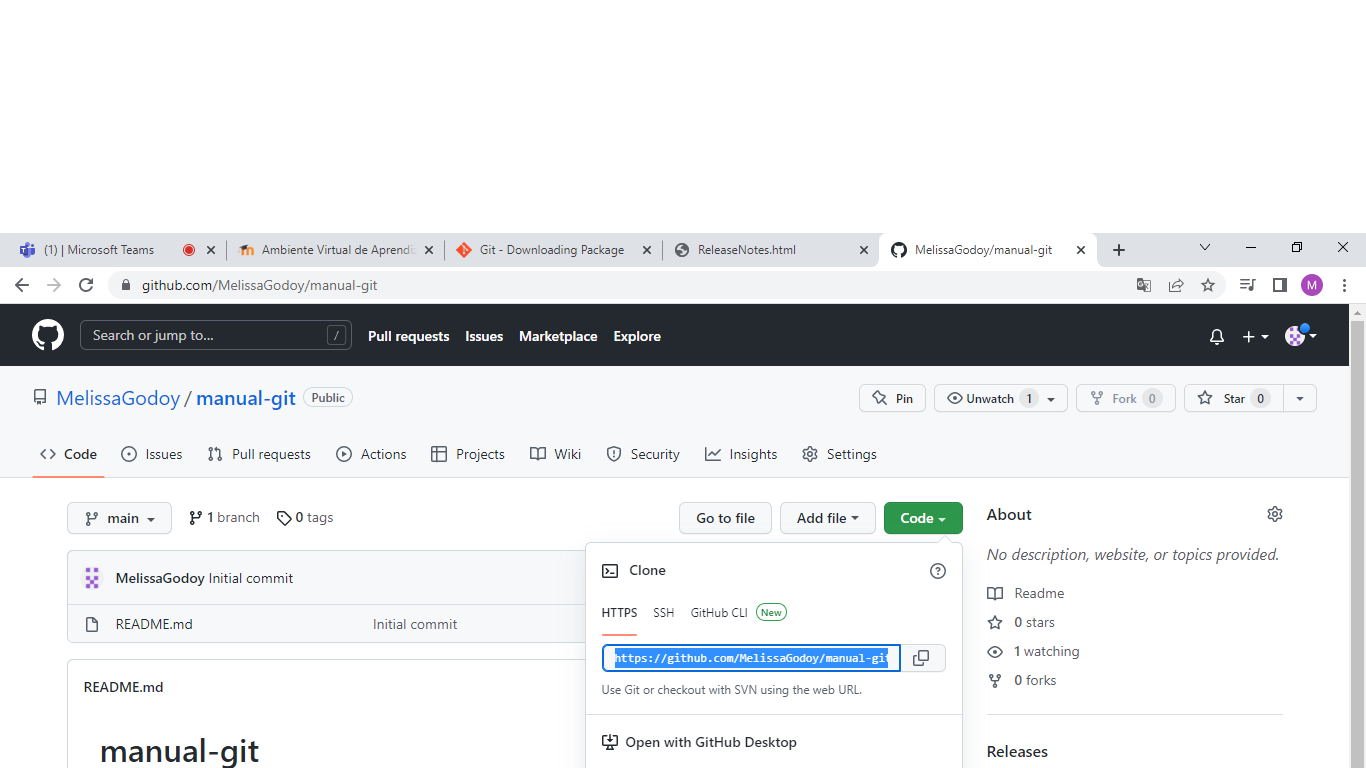 (1) | Microsoft Teams
Ambiente Virtual de Aprendi
Git - Downloading Package
ReleaseNotes.html
MelissaGodoy/manual-git
github.com/MelissaGodoy/manual-git
M
Search or jump to...
/
Pull requests
Issues
Marketplace
Explore
MelissaGodoy / manual-git
Public
Pin
Unwatch 1
Fork 0
Star 0
Code
Issues
Pull requests
Actions
Projects
Wiki
Security
Insights
Settings
main
1 branch
0 tags
Go to file
Add file
Code
About
No description, website, or topics provided.
MelissaGodoy Initial commit
README.md
Initial commit
Clone
HTTPS
SSH
GitHub CLI
New
https://github.com/MelissaGodoy/manual-git
Use Git or checkout with SVN using the web URL.
Open with GitHub Desktop
Readme
0 stars
1 watching
0 forks
Releases
README.md
manual-git